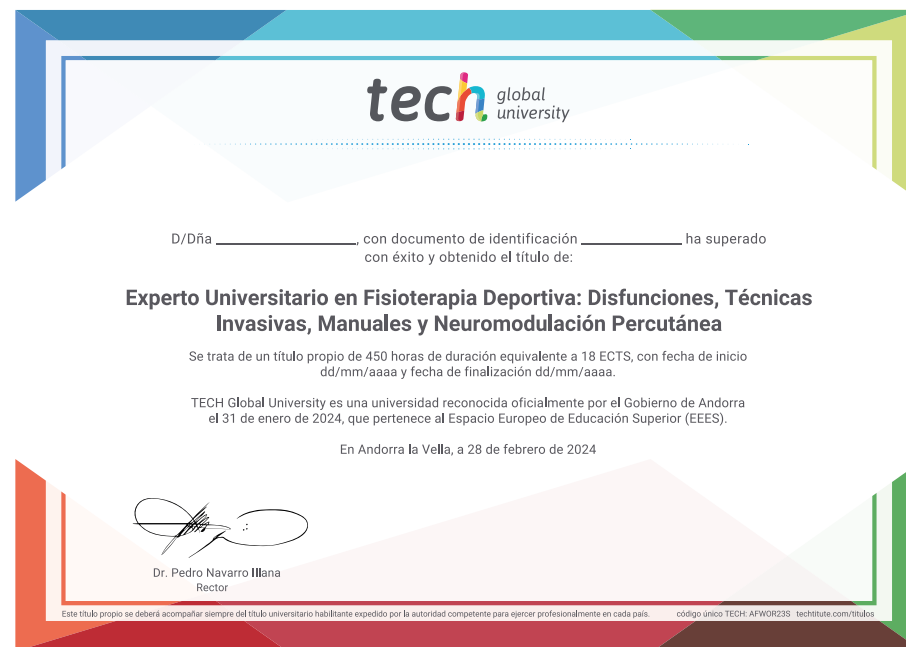 tech global university
D/Dña ____________________, con documento de identificación ______________ ha superado
con éxito y obtenido el título de:
Experto Universitario en Fisioterapia Deportiva: Disfunciones, Técnicas
Invasivas, Manuales y Neuromodulación Percutánea
Se trata de un título propio de 450 horas de duración equivalente a 18 ECTS, con fecha de inicio
dd/mm/aaaa y fecha de finalización dd/mm/aaaa.
TECH Global University es una universidad reconocida oficialmente por el Gobierno de Andorra
el 31 de enero de 2024, que pertenece al Espacio Europeo de Educación Superior (EEES).
En Andorra la Vella, a 28 de febrero de 2024
Dr. Pedro Navarro Illana
Rector
Este título propio se deberá acompañar siempre del título universitario habilitante expedido por la autoridad competente para ejercer profesionalmente en cada país. código único TECH: AFWOR23S techtitute.com/titulos